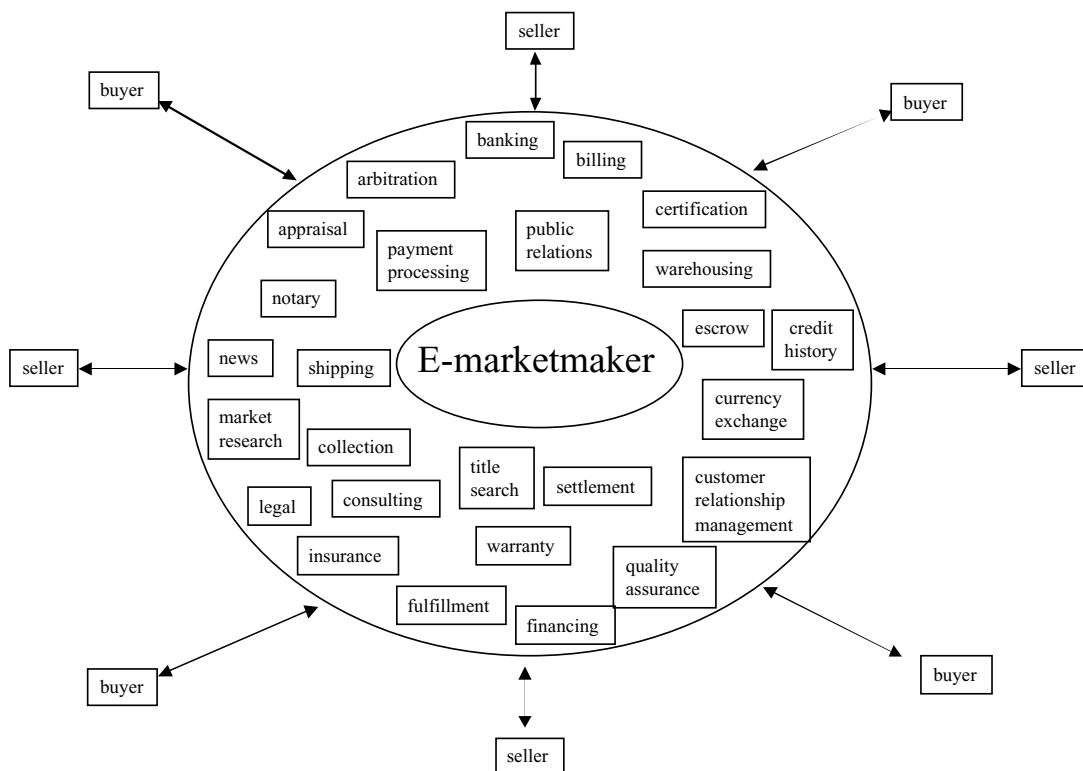 seller
buyer
buyer
banking
billing
arbitration
certification
appraisal
public
relations
payment
processing
warehousing
notary
escrow
credit
history
news
shipping
E-marketmaker
seller
seller
currency
exchange
market
research
collection
title
search
settlement
customer
relationship
management
consulting
legal
warranty
insurance
quality
assurance
fulfillment
financing
buyer
buyer
seller